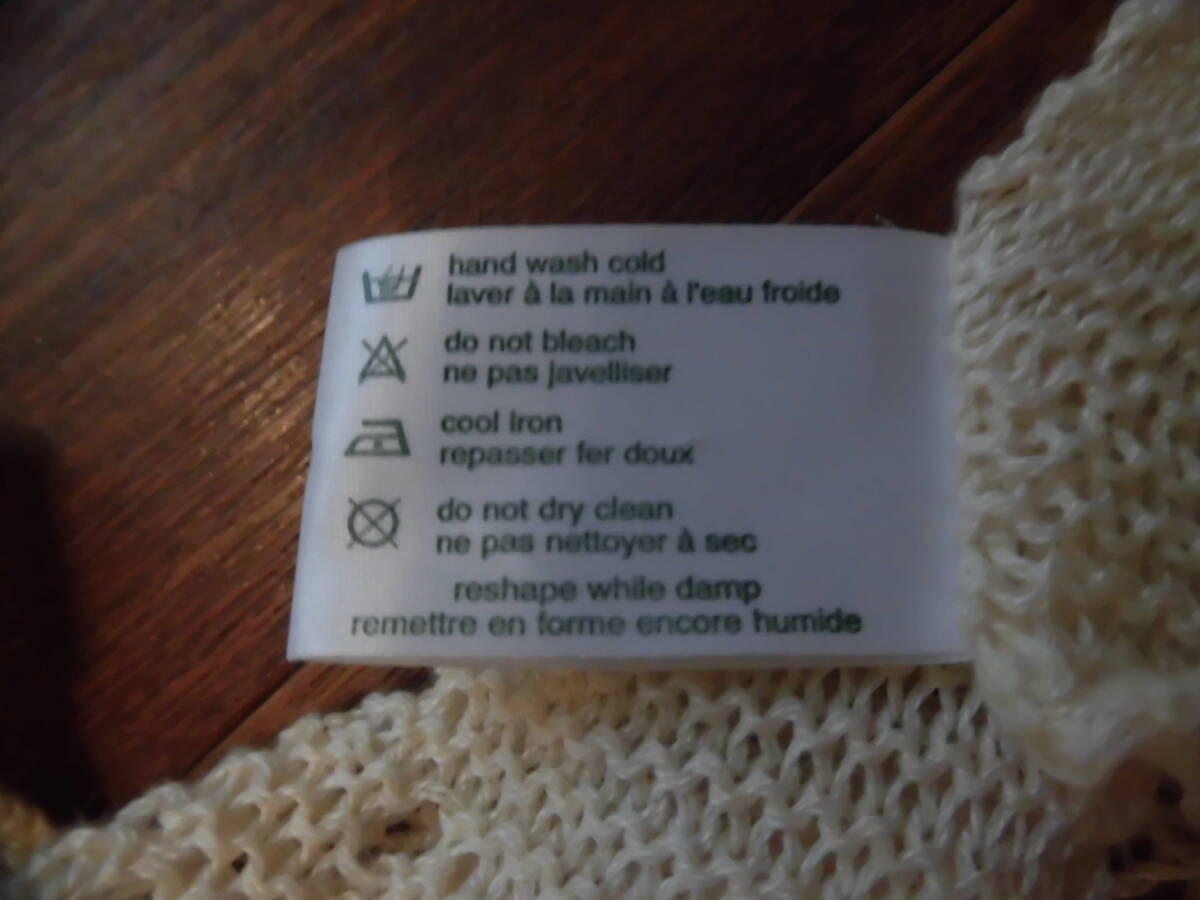 hand wash cold
laver à la main à l'eau froide
do not bleach
ne pas javelliser
cool iron
repasser fer doux
do not dry clean
ne pas nettoyer à sec
reshape while damp
remettre en forme encore humide